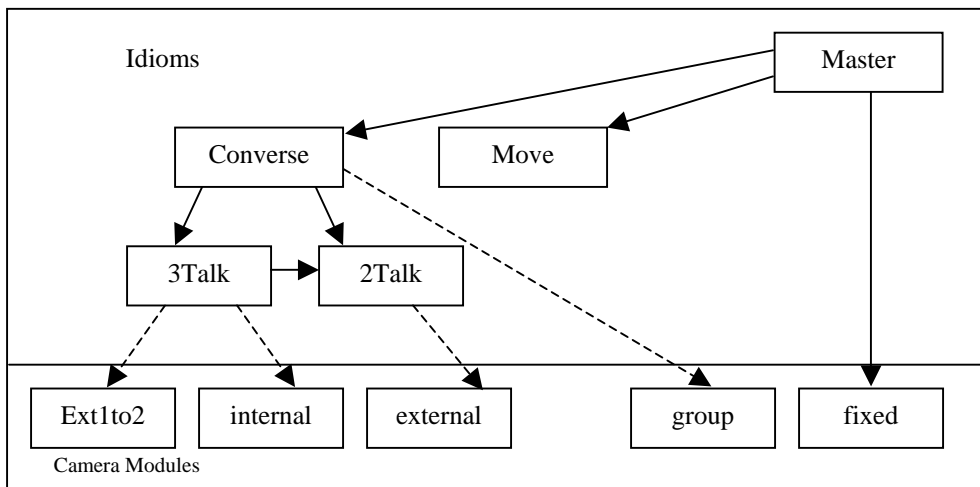 Idioms
Master
Converse
Move
3Talk
2Talk
Ext1to2
internal
external
group
fixed
Camera Modules